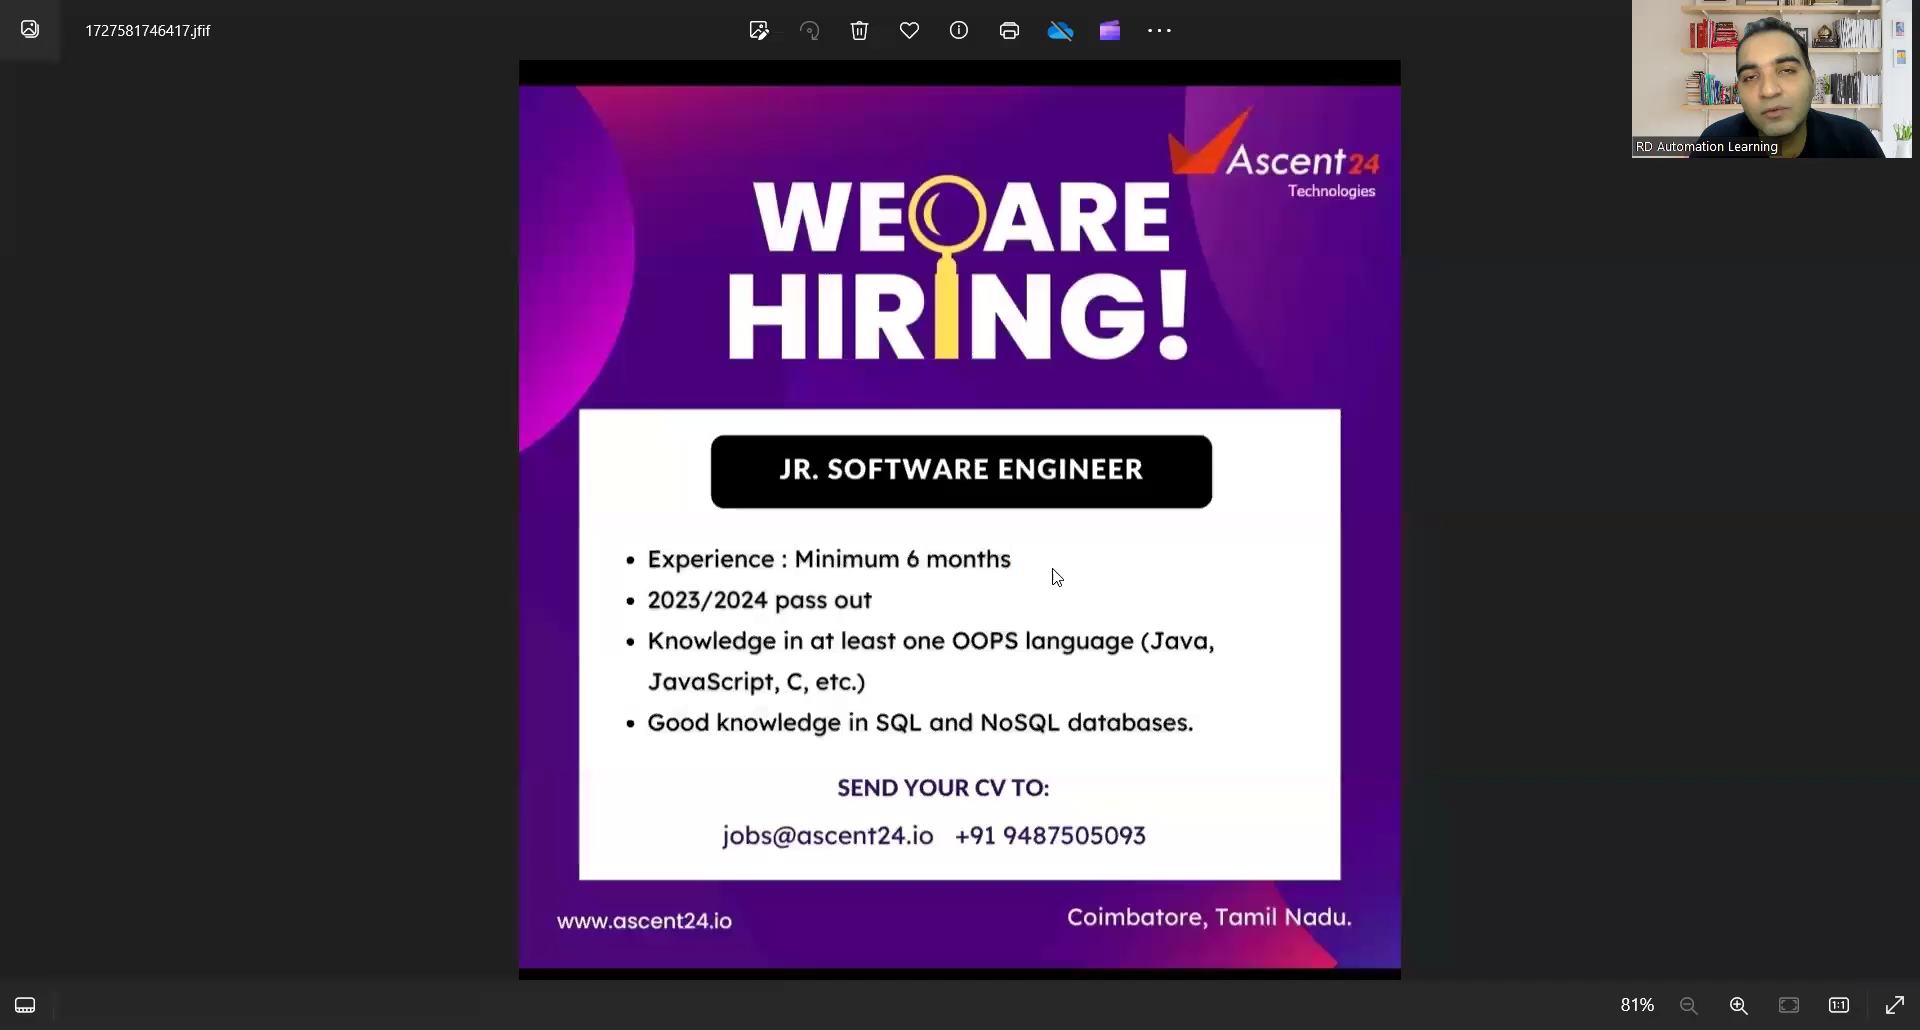 1727581746417.jfif
RD Automation Learning
Ascent24
Technologies
WE ARE
HIRING!
JR. SOFTWARE ENGINEER
• Experience : Minimum 6 months
• 2023/2024 pass out
• Knowledge in at least one OOPS language (Java,
JavaScript, C, etc.)
• Good knowledge in SQL and NoSQL databases.
SEND YOUR CV TO:
jobs@ascent24.io +91 9487505093
www.ascent24.io
Coimbatore, Tamil Nadu.
81%
1:1